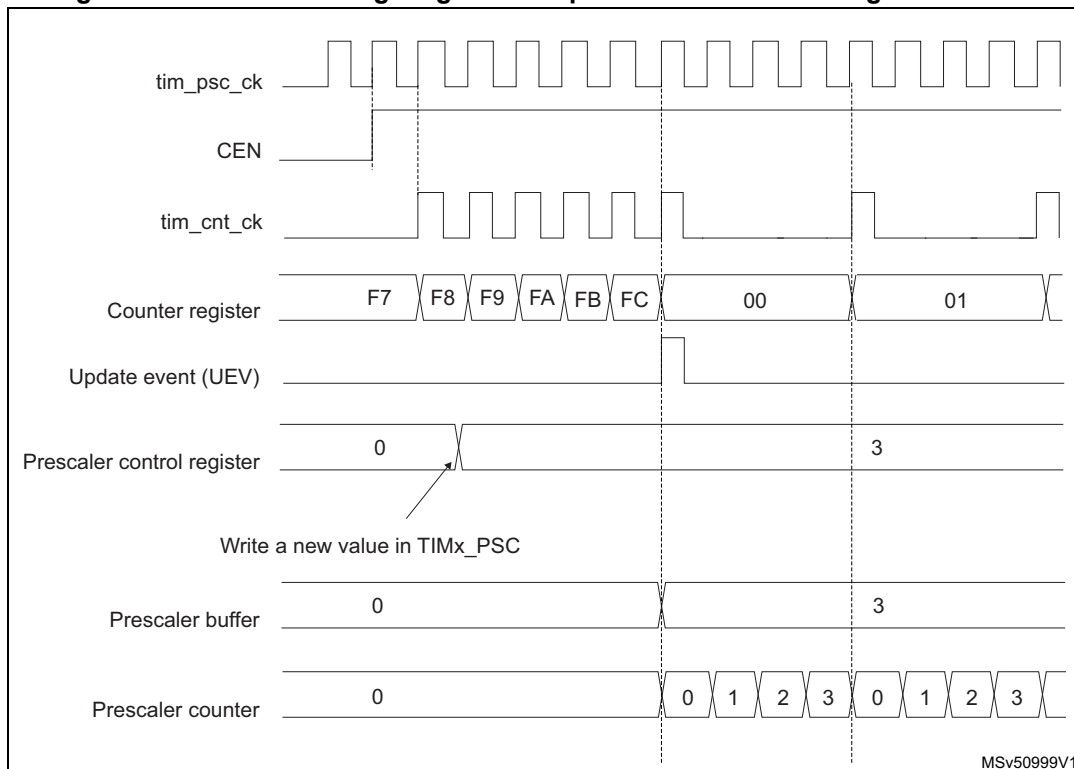 tim_psc_ck
CEN
tim_cnt_ck
Counter register F7 F8 F9 FA FB FC 00 01
Update event (UEV)
Prescaler control register 0 3
Write a new value in TIMx_PSC
Prescaler buffer 0 3
Prescaler counter 0 0 1 2 3 0 1 2 3
MSv50999V1